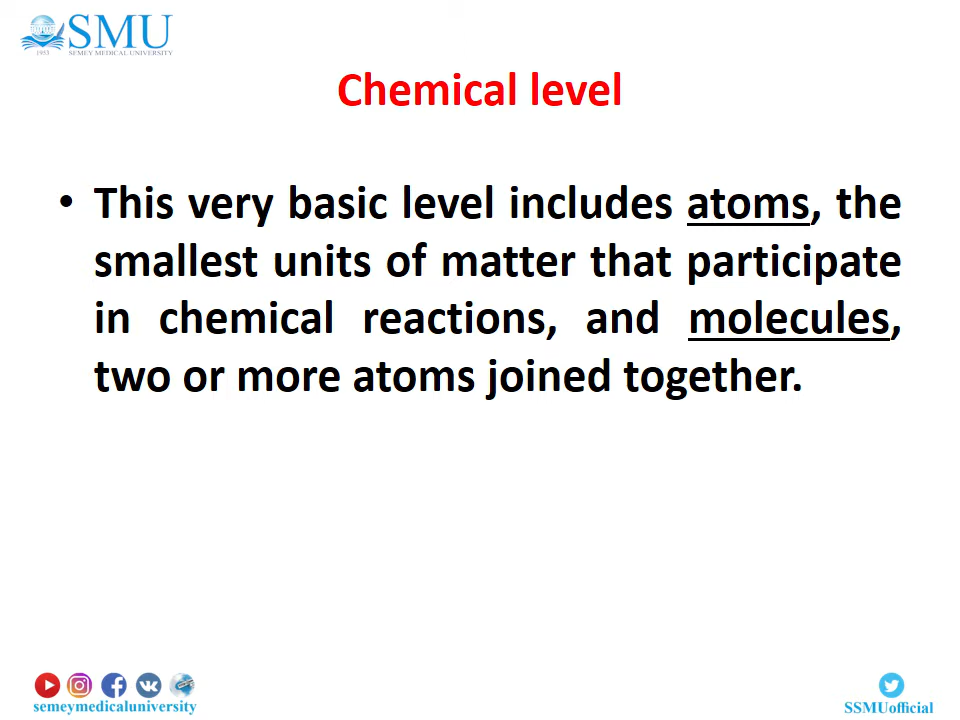 SMU
1953 SEMEY MEDICAL UNIVERSITY
Chemical level
• This very basic level includes atoms, the
smallest units of matter that participate
in chemical reactions, and molecules,
two or more atoms joined together.
semeymedicaluniversity
SSMUofficial